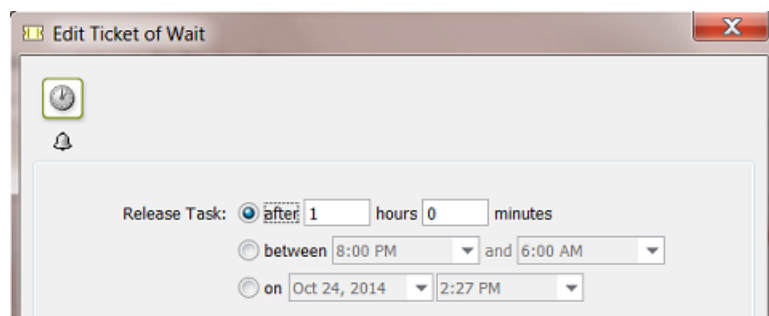 Edit Ticket of Wait
Release Task: after 1 hours 0 minutes
between 8:00 PM and 6:00 AM
on Oct 24, 2014 2:27 PM